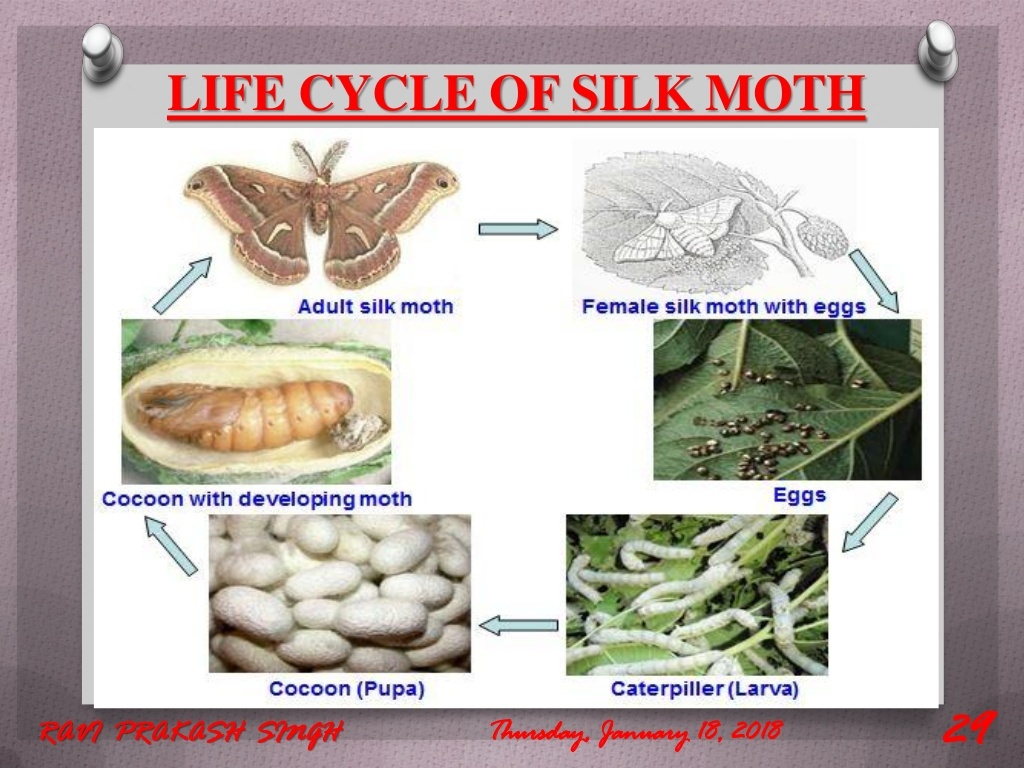 LIFE CYCLE OF SILK MOTH
Adult silk moth
Female silk moth with eggs
Cocoon with developing moth
Eggs
Cocoon (Pupa)
Caterpiller (Larva)
RAVI PRAKASH SINGH
Thursday, January 18, 2018
29